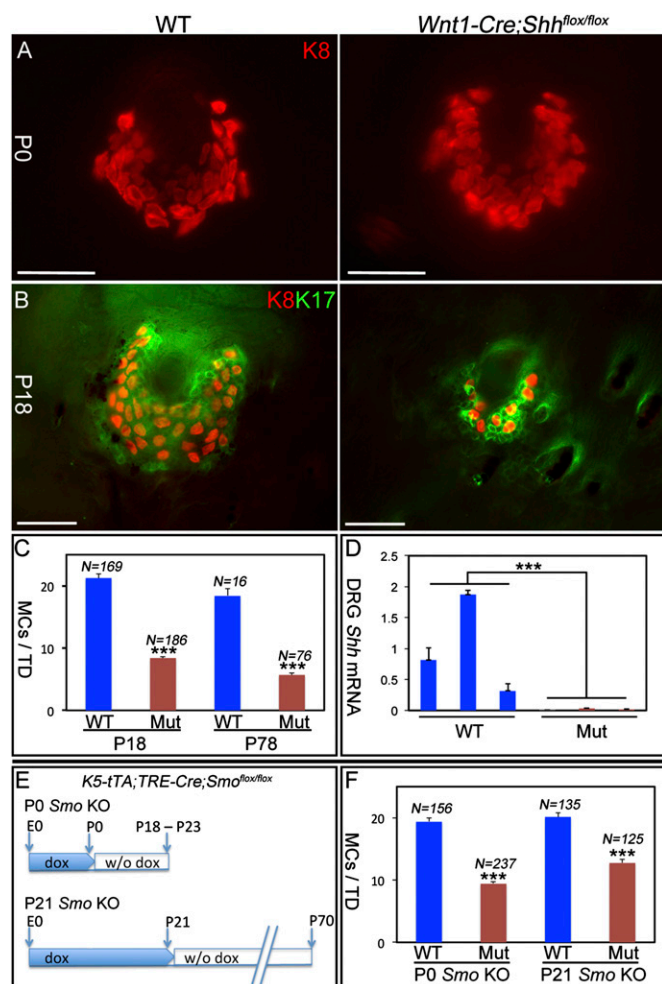 WT
Wnt1-Cre;Shhflox/flox
A
K8
P0
B
K8K17
P18
C
MCs / TD
20
10
0
N=169
N=186
***
N=16
N=76
***
WT
Mut
WT
Mut
P18
P78
D
DRG Shh mRNA
2.5
2
1.5
1
0.5
0
***
WT
Mut
E
K5-tTA;TRE-Cre;Smoflox/flox
P0 Smo KO
E0
P0
P18 – P23
dox
w/o dox
P21 Smo KO
E0
P21
P70
dox
w/o dox
F
MCs / TD
20
10
0
N=156
N=237
***
N=135
N=125
***
WT
Mut
WT
Mut
P0 Smo KO
P21 Smo KO